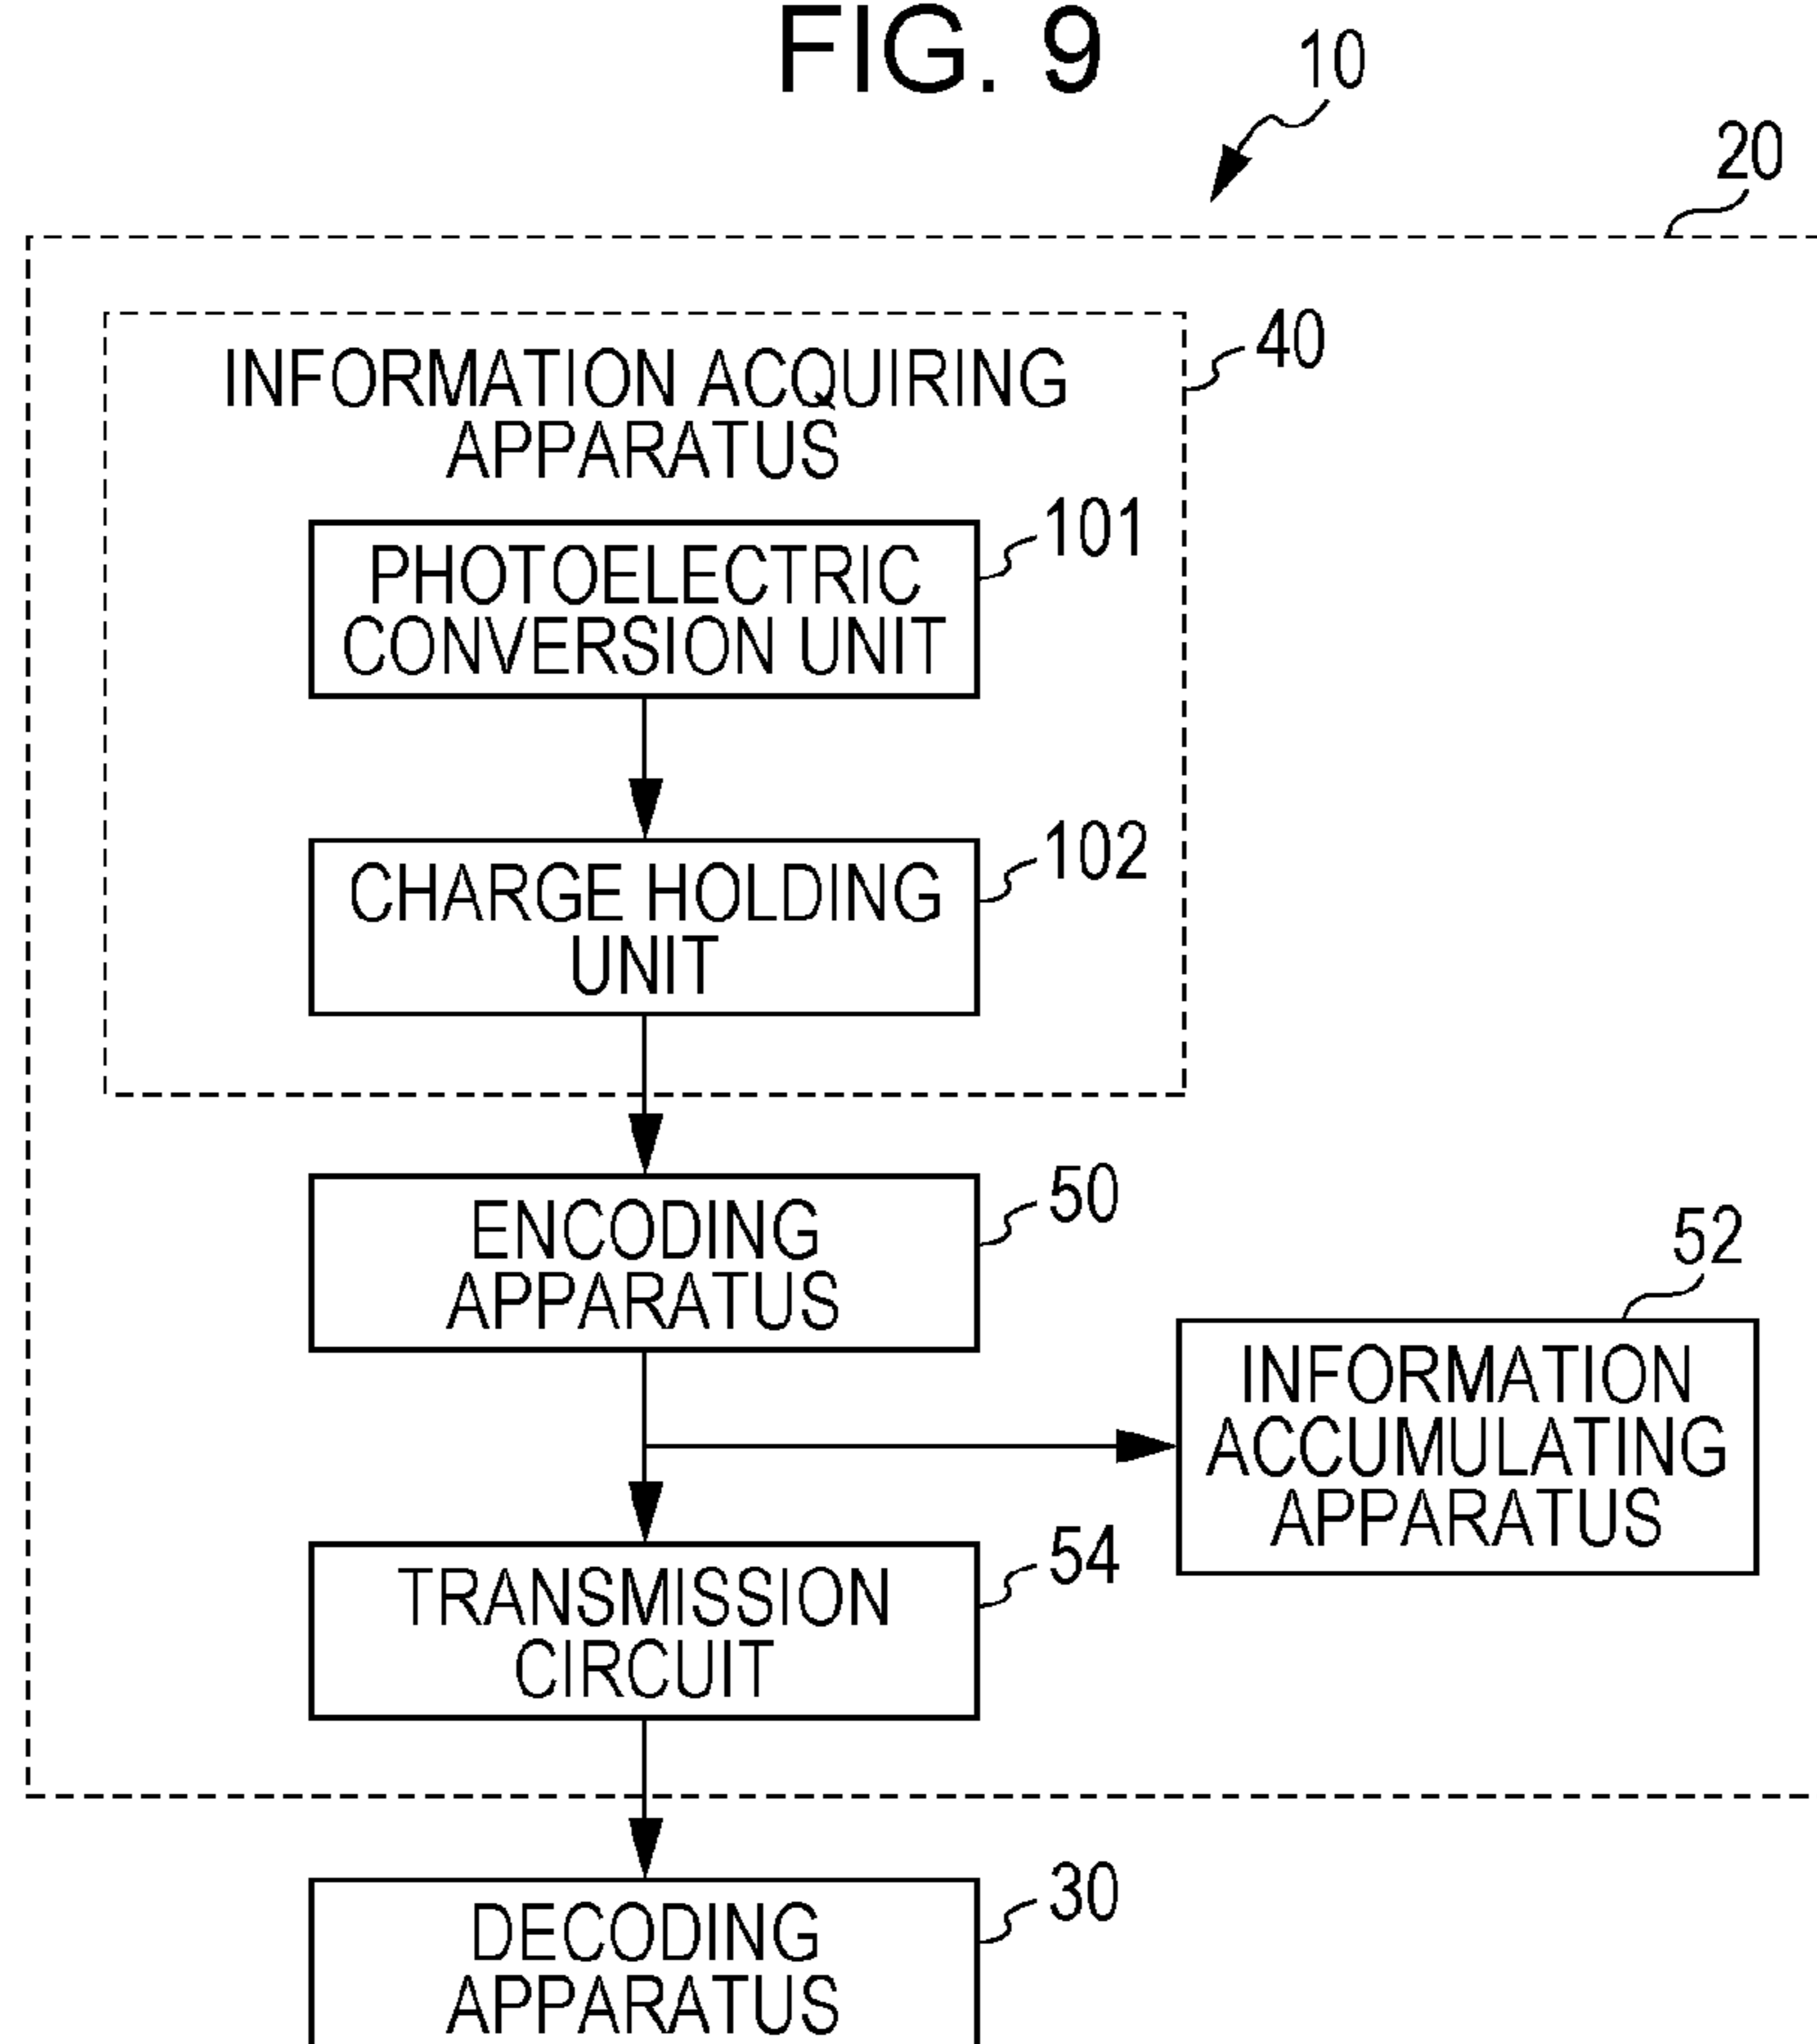 FIG. 9
10
20
40
INFORMATION ACQUIRING
APPARATUS
101
PHOTOELECTRIC
CONVERSION UNIT
102
CHARGE HOLDING
UNIT
50
ENCODING
APPARATUS
52
INFORMATION
ACCUMULATING
APPARATUS
54
TRANSMISSION
CIRCUIT
30
DECODING
APPARATUS